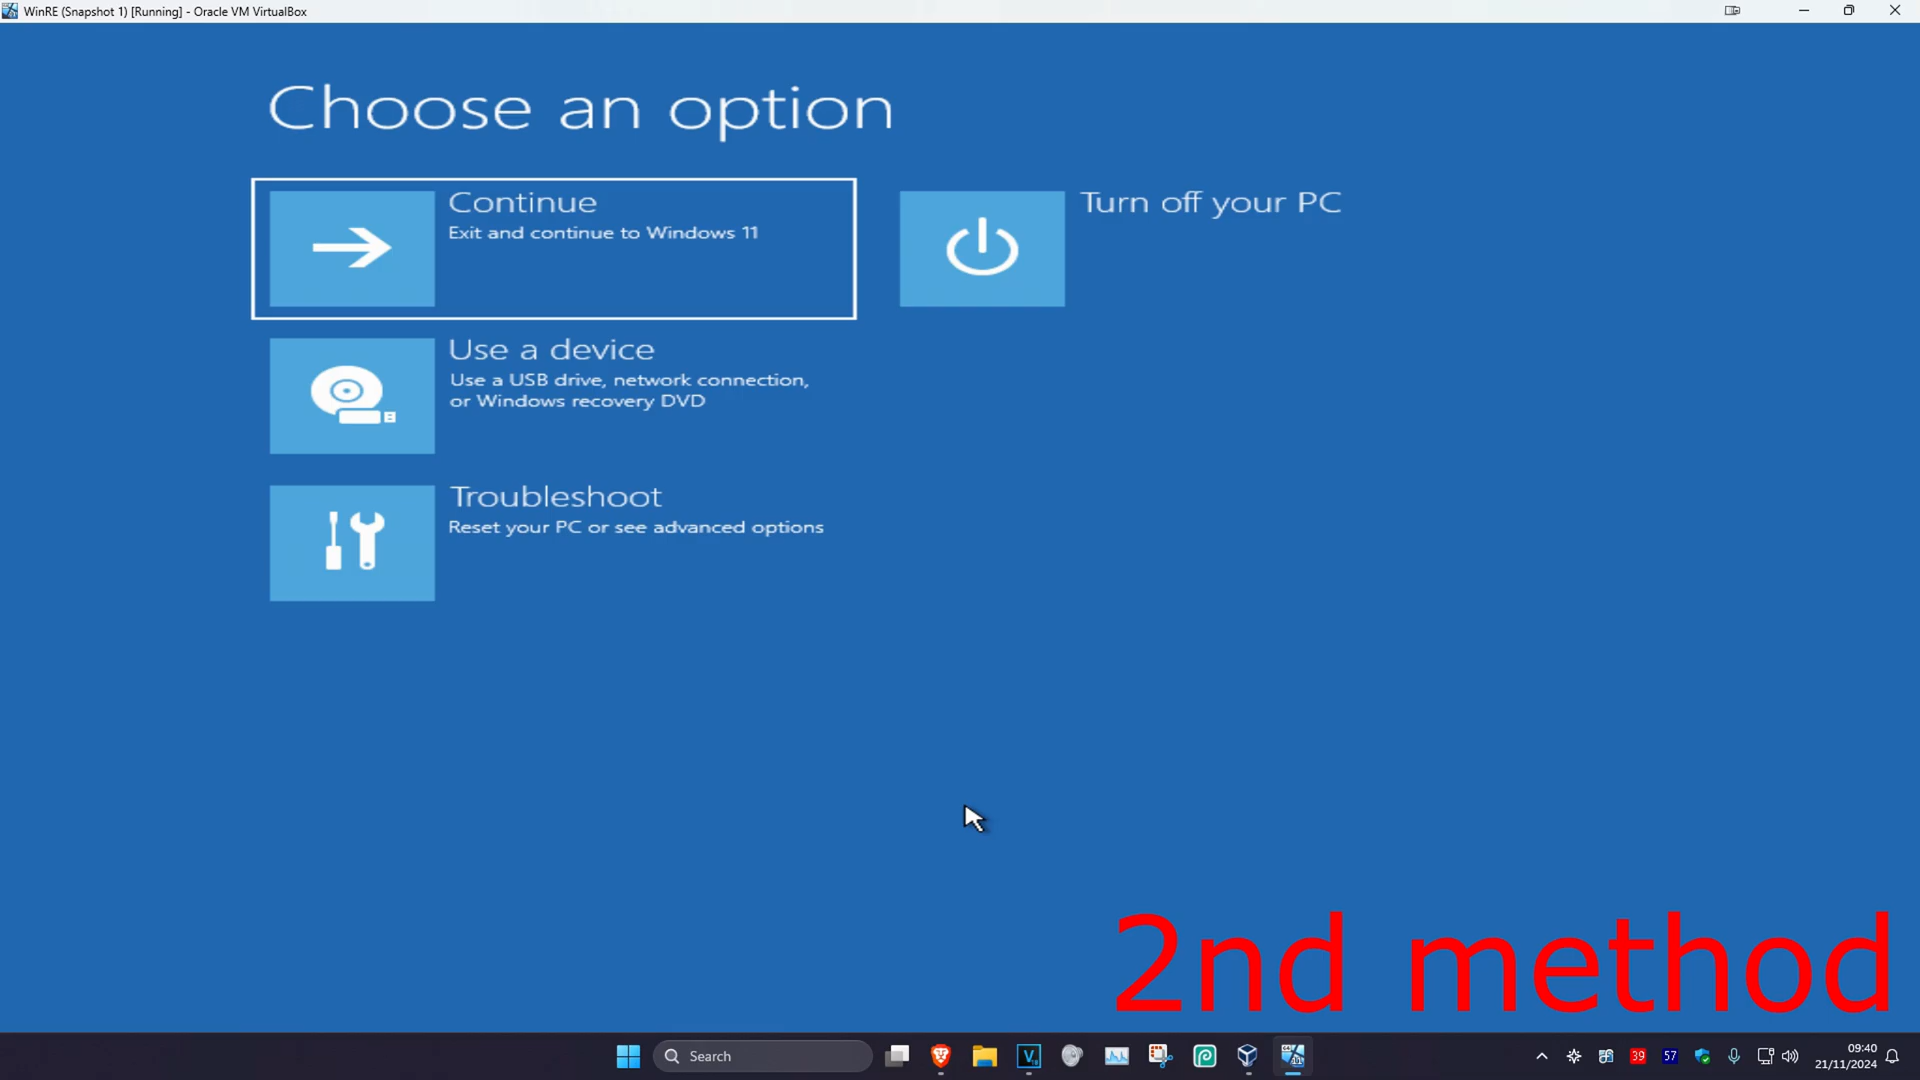 WinRE (Snapshot 1) [Running] - Oracle VM VirtualBox
Choose an option
Continue
Exit and continue to Windows 11
Turn off your PC
Use a device
Use a USB drive, network connection,
or Windows recovery DVD
Troubleshoot
Reset your PC or see advanced options
2nd method
Search
39
57
09:40
21/11/2024